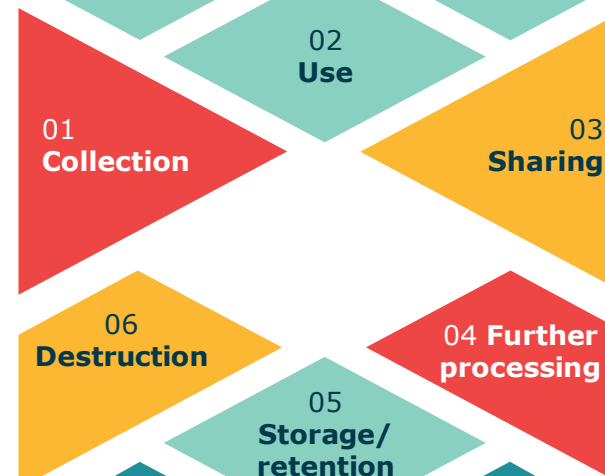 02
Use
01
Collection
03
Sharing
06
Destruction
04 Further
processing
05
Storage/
retention